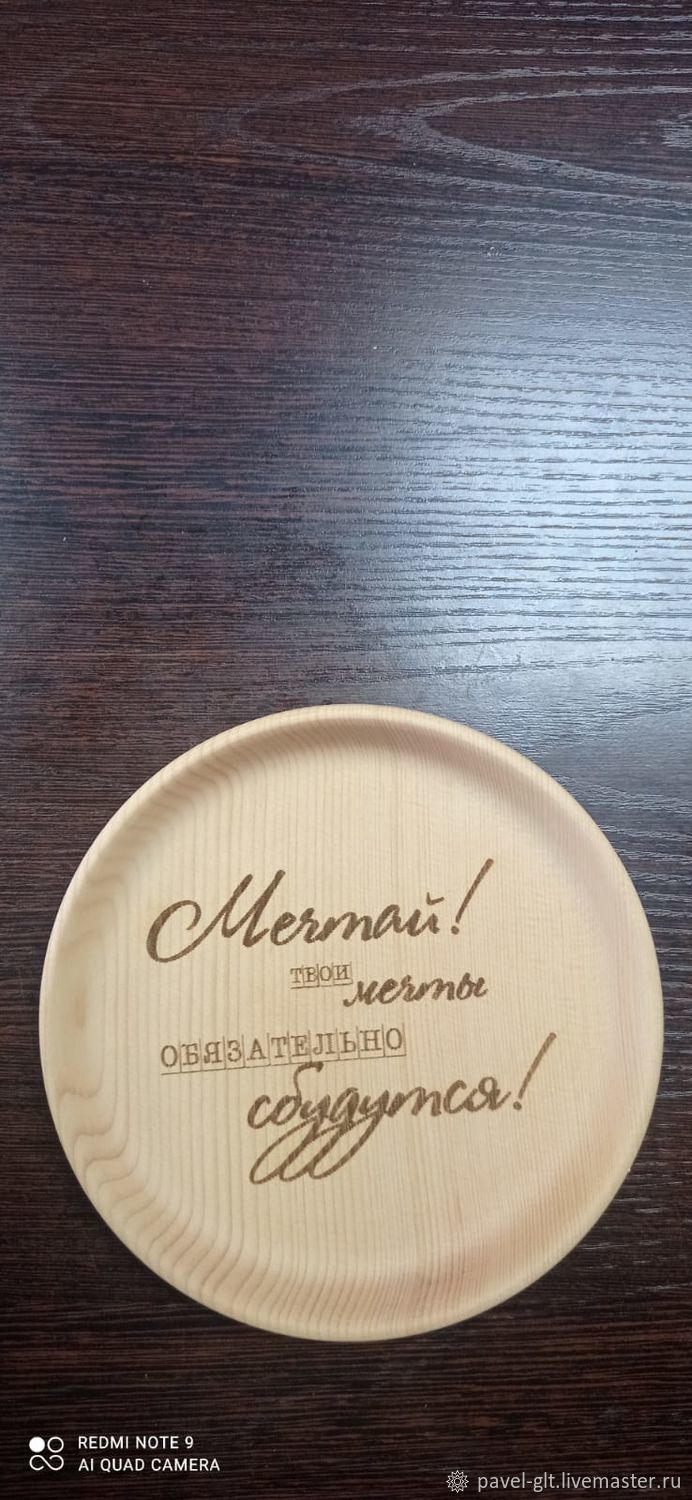 Мечтай!
ТВОИ мечты
ОБЯЗАТЕЛЬНО
сбудутся!
REDMI NOTE 9
AI QUAD CAMERA
pavel-glt.livemaster.ru